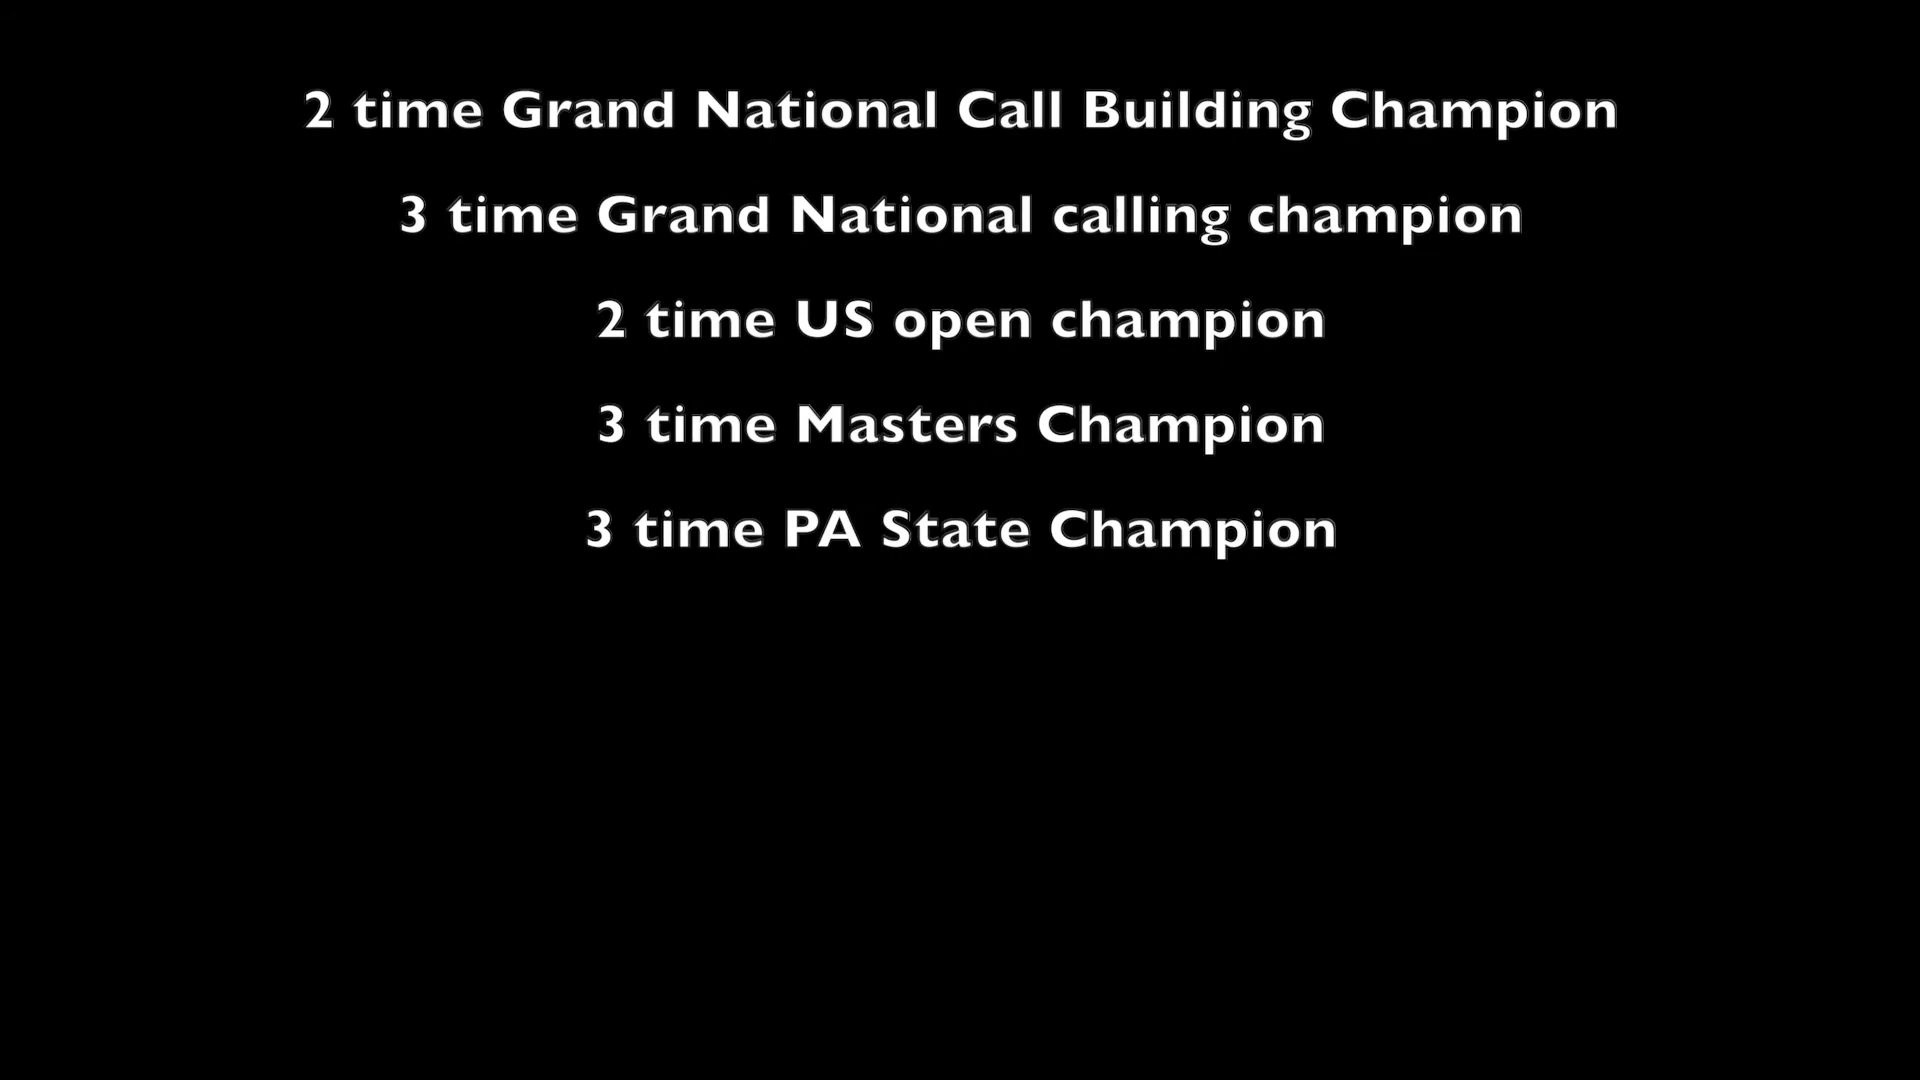 2 time Grand National Call Building Champion
3 time Grand National calling champion
2 time US open champion
3 time Masters Champion
3 time PA State Champion